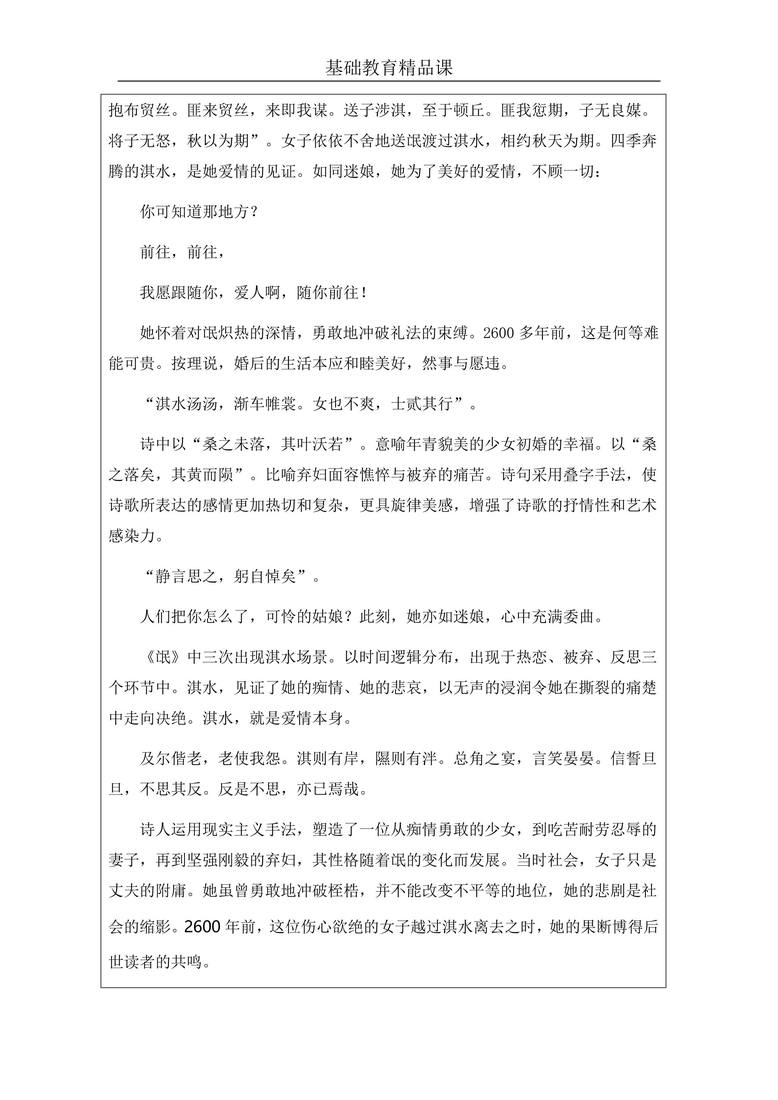 基础教育精品课
抱布贸丝。匪来贸丝，来即我谋。送子涉淇，至于顿丘。匪我愆期，子无良媒。
将子无怒，秋以为期”。女子依依不舍地送氓渡过淇水，相约秋天为期。四季奔
腾的淇水，是她爱情的见证。如同迷娘，她为了美好的爱情，不顾一切：
你可知道那地方？
前往，前往，
我愿跟随你，爱人啊，随你前往！
她怀着对氓炽热的深情，勇敢地冲破礼法的束缚。2600 多年前，这是何等难
能可贵。按理说，婚后的生活本应和睦美好，然事与愿违。
“淇水汤汤，渐车帷裳。女也不爽，士贰其行”。
诗中以“桑之未落，其叶沃若”。意喻年青貌美的少女初婚的幸福。以“桑
之落矣，其黄而陨”。比喻弃妇面容憔悴与被弃的痛苦。诗句采用叠字手法，使
诗歌所表达的感情更加热切和复杂，更具旋律美感，增强了诗歌的抒情性和艺术
感染力。
“静言思之，躬自悼矣”。
人们把你怎么了，可怜的姑娘？此刻，她亦如迷娘，心中充满委曲。
《氓》中三次出现淇水场景。以时间逻辑分布，出现于热恋、被弃、反思三
个环节中。淇水，见证了她的痴情、她的悲哀，以无声的浸润令她在撕裂的痛楚
中走向决绝。淇水，就是爱情本身。
及尔偕老，老使我怨。淇则有岸，隰则有泮。总角之宴，言笑晏晏。信誓旦
旦，不思其反。反是不思，亦已焉哉。
诗人运用现实主义手法，塑造了一位从痴情勇敢的少女，到吃苦耐劳忍辱的
妻子，再到坚强刚毅的弃妇，其性格随着氓的变化而发展。当时社会，女子只是
丈夫的附庸。她虽曾勇敢地冲破桎梏，并不能改变不平等的地位，她的悲剧是社
会的缩影。2600 年前，这位伤心欲绝的女子越过淇水离去之时，她的果断博得后
世读者的共鸣。